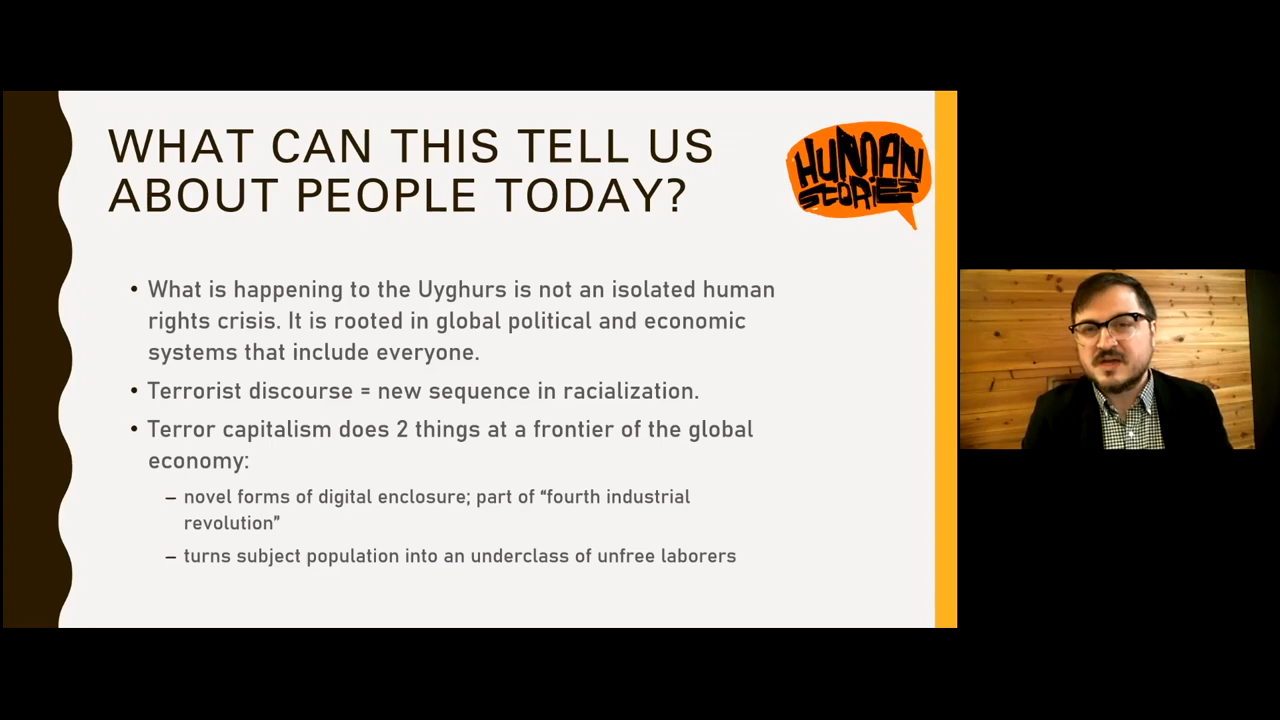 WHAT CAN THIS TELL US
ABOUT PEOPLE TODAY?
HUMAN
STORIES
• What is happening to the Uyghurs is not an isolated human
rights crisis. It is rooted in global political and economic
systems that include everyone.
• Terrorist discourse = new sequence in racialization.
• Terror capitalism does 2 things at a frontier of the global
economy:
– novel forms of digital enclosure; part of “fourth industrial
revolution”
– turns subject population into an underclass of unfree laborers